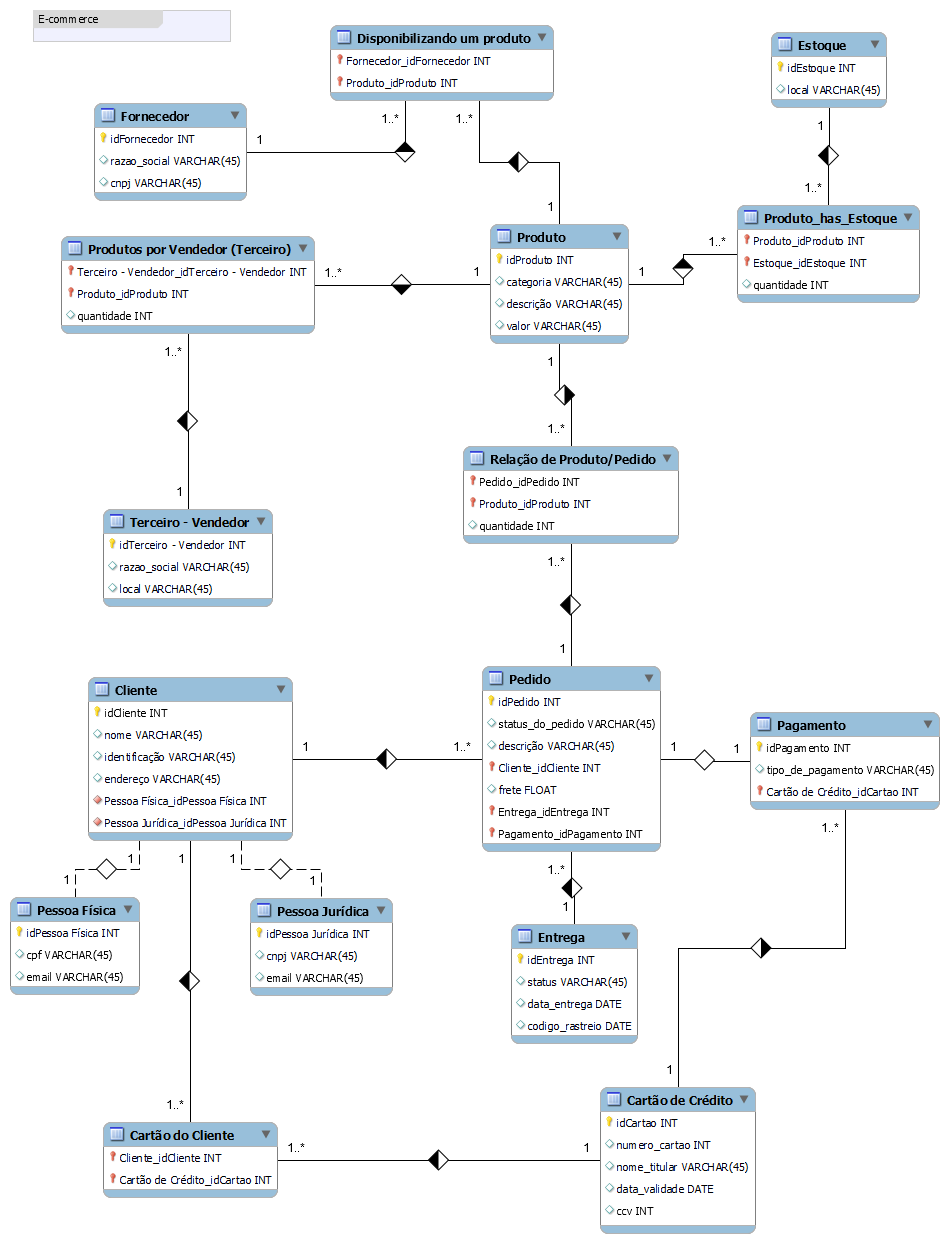 E-commerce
Disponibilizando um produto
Fornecedor_idFornecedor INT
Produto_idProduto INT
1..*
1..*
Estoque
idEstoque INT
local VARCHAR(45)
1
1..*
Fornecedor
idFornecedor INT
razao_social VARCHAR(45)
cnpj VARCHAR(45)
1
Produto_has_Estoque
Produto_idProduto INT
Estoque_idEstoque INT
quantidade INT
1..*
1
Produto
idProduto INT
categoria VARCHAR(45)
descrição VARCHAR(45)
valor VARCHAR(45)
1
1
1
Produtos por Vendedor (Terceiro)
Terceiro - Vendedor_idTerceiro - Vendedor INT
Produto_idProduto INT
quantidade INT
1..*
1..*
1
1..*
Relação de Produto/Pedido
Pedido_idPedido INT
Produto_idProduto INT
quantidade INT
1..*
1
Terceiro - Vendedor
idTerceiro - Vendedor INT
razao_social VARCHAR(45)
local VARCHAR(45)
Cliente
idCliente INT
nome VARCHAR(45)
identificação VARCHAR(45)
endereço VARCHAR(45)
Pessoa Física_idPessoa Física INT
Pessoa Jurídica_idPessoa Jurídica INT
1
1..*
Pedido
idPedido INT
status_do_pedido VARCHAR(45)
descrição VARCHAR(45)
Cliente_idCliente INT
frete FLOAT
Entrega_idEntrega INT
Pagamento_idPagamento INT
1
1
Pagamento
idPagamento INT
tipo_de_pagamento VARCHAR(45)
Cartão de Crédito_idCartao INT
1..*
1
1
1
1
1
1..*
1
Pessoa Física
idPessoa Física INT
cpf VARCHAR(45)
email VARCHAR(45)
Pessoa Jurídica
idPessoa Jurídica INT
cnpj VARCHAR(45)
email VARCHAR(45)
Entrega
idEntrega INT
status VARCHAR(45)
data_entrega DATE
codigo_rastreio DATE
1
1..*
Cartão do Cliente
Cliente_idCliente INT
Cartão de Crédito_idCartao INT
1..*
1
Cartão de Crédito
idCartao INT
numero_cartao INT
nome_titular VARCHAR(45)
data_validade DATE
ccv INT